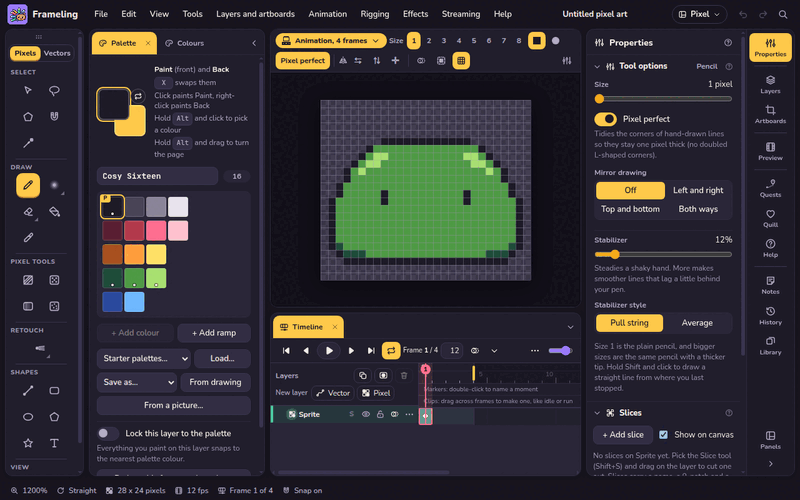 Frameling File Edit View Tools Layers and artboards Animation Rigging Effects Streaming Help Untitled pixel art Pixel
Pixels Vectors
SELECT
DRAW
PIXEL TOOLS
RETOUCH
SHAPES
VIEW
Palette Colours
Paint (front) and Back
X swaps them
Click paints Paint, right-
click paints Back
Hold Alt and click to pick
a colour
Hold Alt and drag to turn
the page
Cosy Sixteen 16
P
+ Add colour + Add ramp
Starter palettes... Load...
Save as... From drawing
From a picture...
Lock this layer to the palette
Everything you paint on this layer snaps to
the nearest palette colour.
Animation, 4 frames Size 1 2 3 4 5 6 7 8
Pixel perfect
Timeline
Frame 1 / 4 12
Layers
1 5 10
New layer Vector Pixel
Markers: double-click to name a moment
Clips: drag across frames to make one, like idle or run
Sprite S
Properties
Tool options Pencil
Size 1 pixel
Pixel perfect
Tidies the corners of hand-drawn lines
so they stay one pixel thick (no doubled
L-shaped corners).
Mirror drawing
Off Left and right
Top and bottom Both ways
Stabilizer 12%
Steadies a shaky hand. More makes
smoother lines that lag a little behind
your pen.
Stabilizer style
Pull string Average
Size 1 is the plain pencil, and bigger
sizes are the same pencil with a thicker
tip. Hold Shift and click to draw a
straight line from where you last
stopped.
Slices
+ Add slice Show on canvas
No slices on Sprite yet. Pick the Slice tool
(Shift+S) and drag on the layer to cut one
Properties
Layers
Artboards
Preview
Quests
Quill
Help
Notes
History
Library
Panels
1200% Straight 28 x 24 pixels 12 fps Frame 1 of 4 Snap on